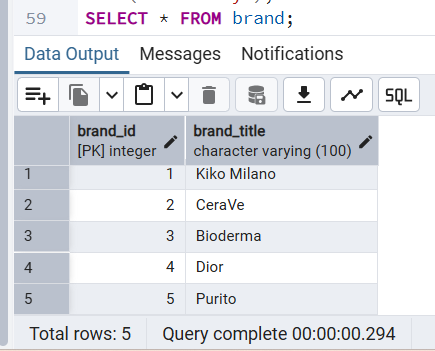 59 SELECT * FROM brand;
Data Output Messages Notifications
SQL
brand_id brand_title
[PK] integer character varying (100)
1 1 Kiko Milano
2 2 CeraVe
3 3 Bioderma
4 4 Dior
5 5 Purito
Total rows: 5 Query complete 00:00:00.294